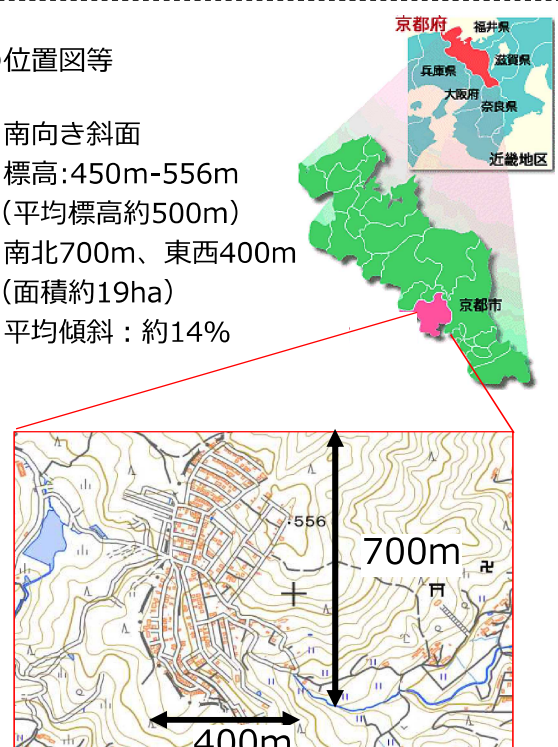 位置図等
南向き斜面
標高:450m-556m
(平均標高約500m)
南北700m、東西400m
(面積約19ha)
平均傾斜：約14%
京都府
福井県
滋賀県
兵庫県
大阪府
奈良県
近畿地区
京都市
・556
700m
400m